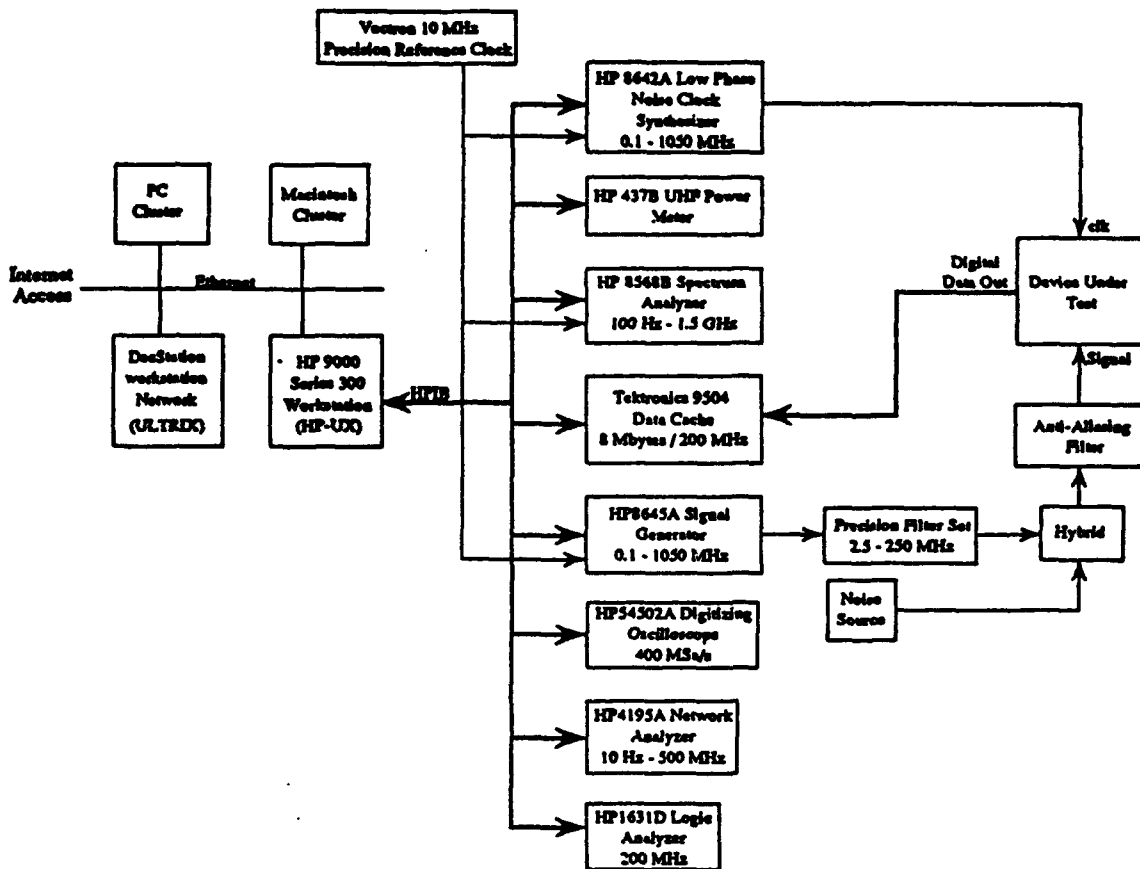 Vectron 10 MHz
Precision Reference Clock
HP 8642A Low Phase
Noise Clock
Synthesizer
0.1 - 1050 MHz
PC
Cluster
Macintosh
Cluster
HP 437B UHF Power
Meter
clk
Internet
Access
Ethernet
HP 8568B Spectrum
Analyzer
100 Hz - 1.5 GHz
Digital
Data Out
Device Under
Test
DecStation
workstation
Network
(ULTRIX)
HP 9000
Series 300
Workstation
(HP-UX)
HPIB
Tektronics 9504
Data Cache
8 Mbytes / 200 MHz
Signal
Anti-Aliasing
Filter
HP8645A Signal
Generator
0.1 - 1050 MHz
Precision Filter Set
2.5 - 250 MHz
Hybrid
Noise
Source
HP54502A Digitizing
Oscilloscope
400 MSa/s
HP4195A Network
Analyzer
10 Hz - 500 MHz
HP1631D Logic
Analyzer
200 MHz